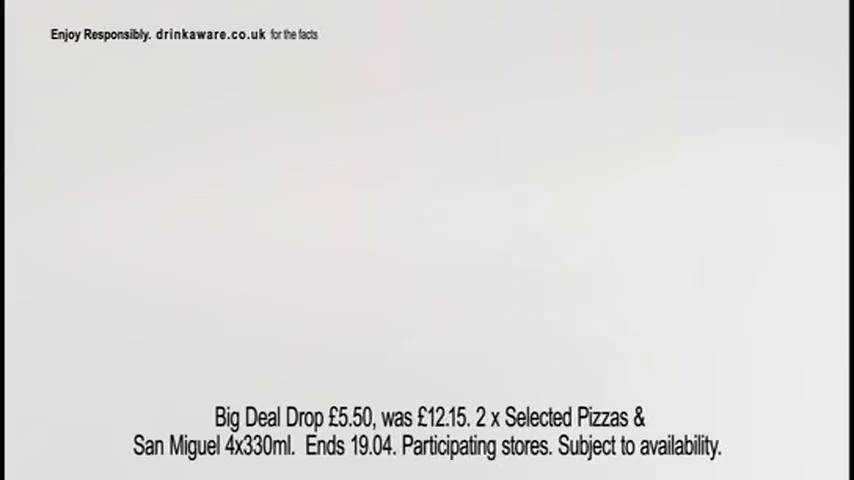 Enjoy Responsibly. drinkaware.co.uk for the facts
Big Deal Drop £5.50, was £12.15. 2 x Selected Pizzas &
San Miguel 4x330ml. Ends 19.04. Participating stores. Subject to availability.